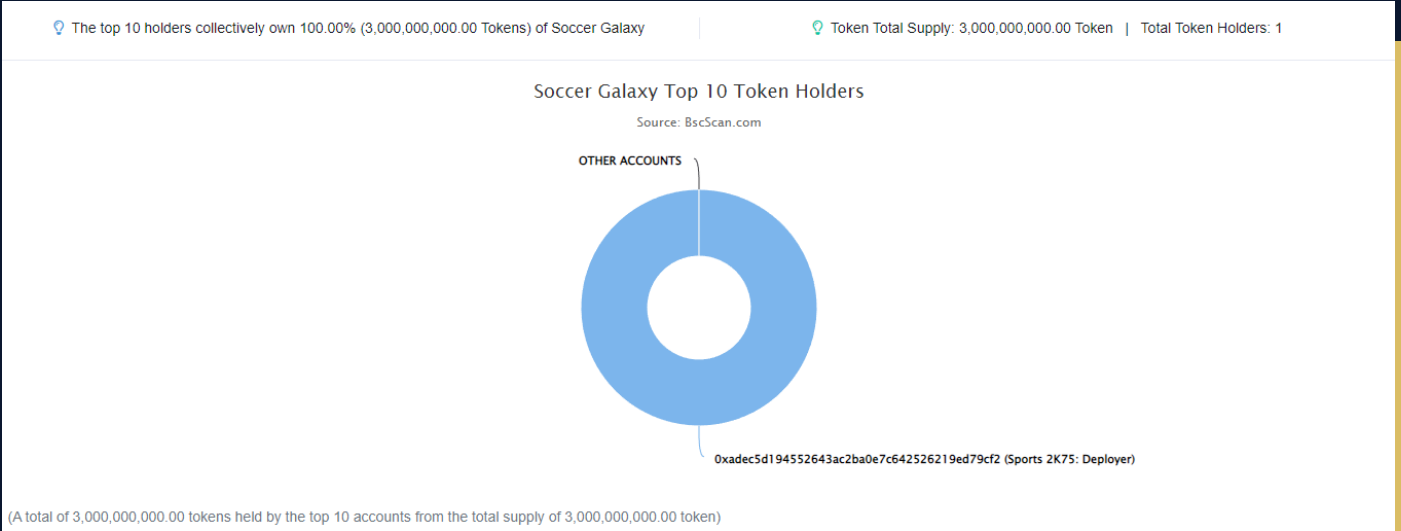 The top 10 holders collectively own 100.00% (3,000,000,000.00 Tokens) of Soccer Galaxy
Token Total Supply: 3,000,000,000.00 Token | Total Token Holders: 1
Soccer Galaxy Top 10 Token Holders
Source: BscScan.com
OTHER ACCOUNTS
0xadec5d194552643ac2ba0e7c642526219ed79cf2 (Sports 2K75: Deployer)
(A total of 3,000,000,000.00 tokens held by the top 10 accounts from the total supply of 3,000,000,000.00 token)